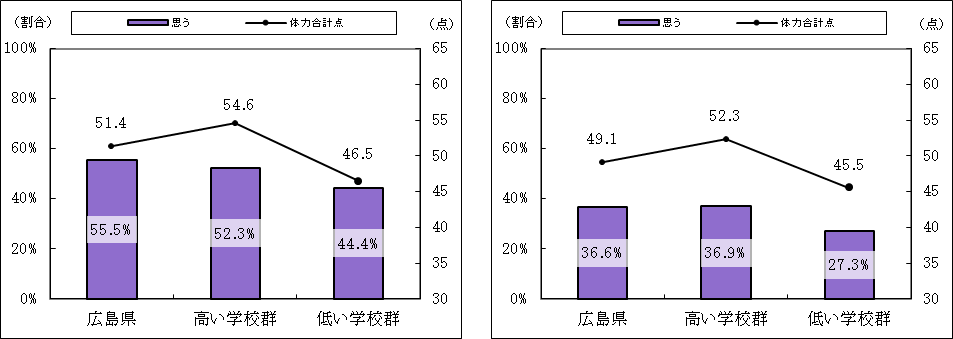 (割合) 思う 体力合計点 (点)
100% 65
60
80% 55
51.4 54.6 46.5
60% 50
45
40% 40
55.5% 52.3% 44.4%
20% 35
0% 30
広島県 高い学校群 低い学校群
(割合) 思う 体力合計点 (点)
100% 65
60
80% 55
49.1 52.3 45.5
60% 50
45
40% 40
36.6% 36.9% 27.3%
20% 35
0% 30
広島県 高い学校群 低い学校群